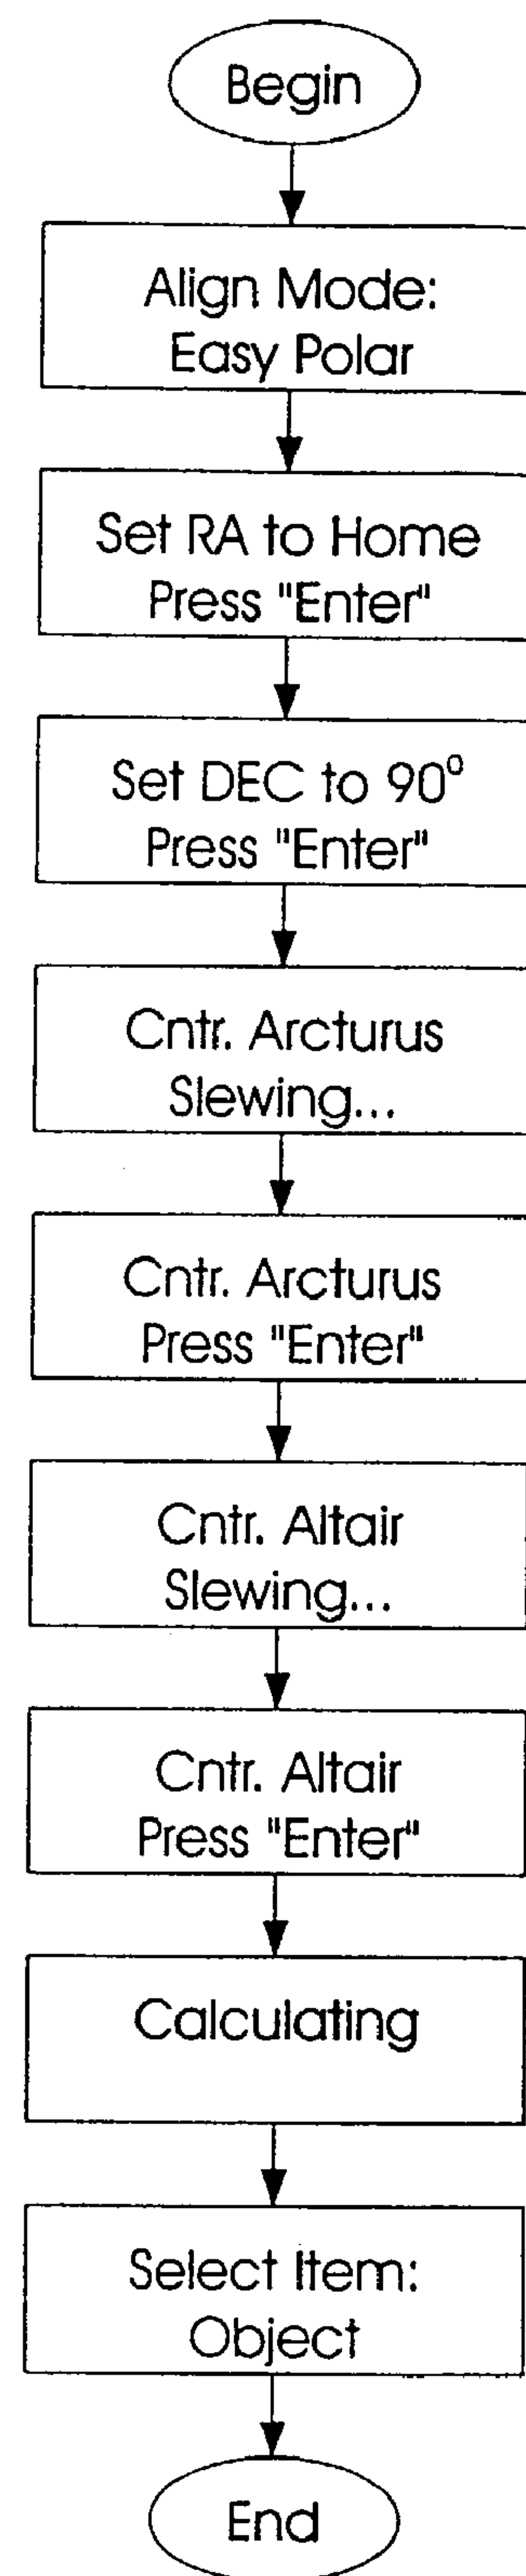 Begin
Align Mode:
Easy Polar
Set RA to Home
Press "Enter"
Set DEC to 90⁰
Press "Enter"
Cntr. Arcturus
Slewing...
Cntr. Arcturus
Press "Enter"
Cntr. Altair
Slewing...
Cntr. Altair
Press "Enter"
Calculating
Select Item:
Object
End